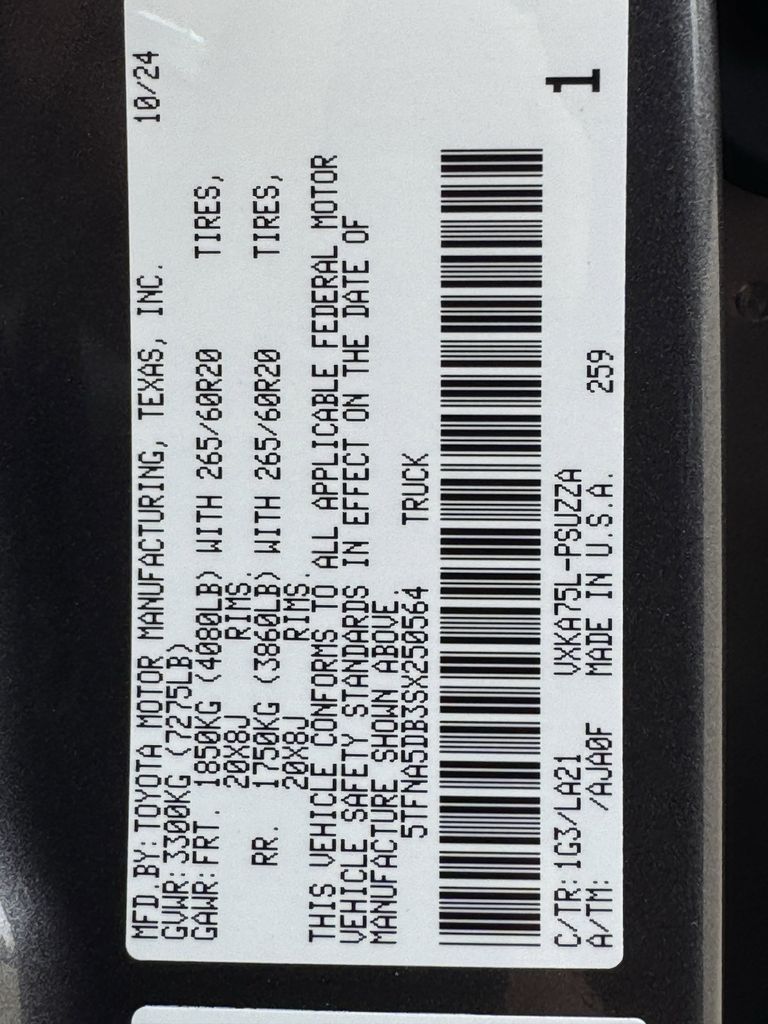 MFD.BY:TOYOTA MOTOR MANUFACTURING, TEXAS, INC. 10/24
GVWR:3300KG (7275LB)
GAWR:FRT. 1850KG (4080LB) WITH 265/60R20 TIRES,
20X8J RIMS,
RR. 1750KG (3860LB) WITH 265/60R20 TIRES,
20X8J RIMS.
THIS VEHICLE CONFORMS TO ALL APPLICABLE FEDERAL MOTOR
VEHICLE SAFETY STANDARDS IN EFFECT ON THE DATE OF
MANUFACTURE SHOWN ABOVE.
5TFNA5DB3SX250564 TRUCK
1
C/TR: 1G3/LA21 VXKA75L-PSUZZA
A/TM: /AJA0F MADE IN U.S.A. 259